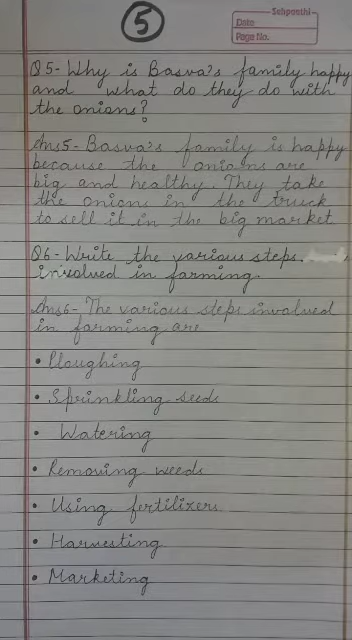 5
Sehpaathi
Date
Page No.
Q5- Why is Basva's family happy
and what do they do with
the onions?
Ans5- Basva's family is happy
because the onions are
big and healthy. They take
the onions in the truck
to sell it in the big market
Q6- Write the various steps
involved in farming.
Ans6- The various steps involved
in farming are
• Ploughing
• Sprinkling seeds
• Watering
• Removing weeds
• Using fertilizers
• Harvesting
• Marketing